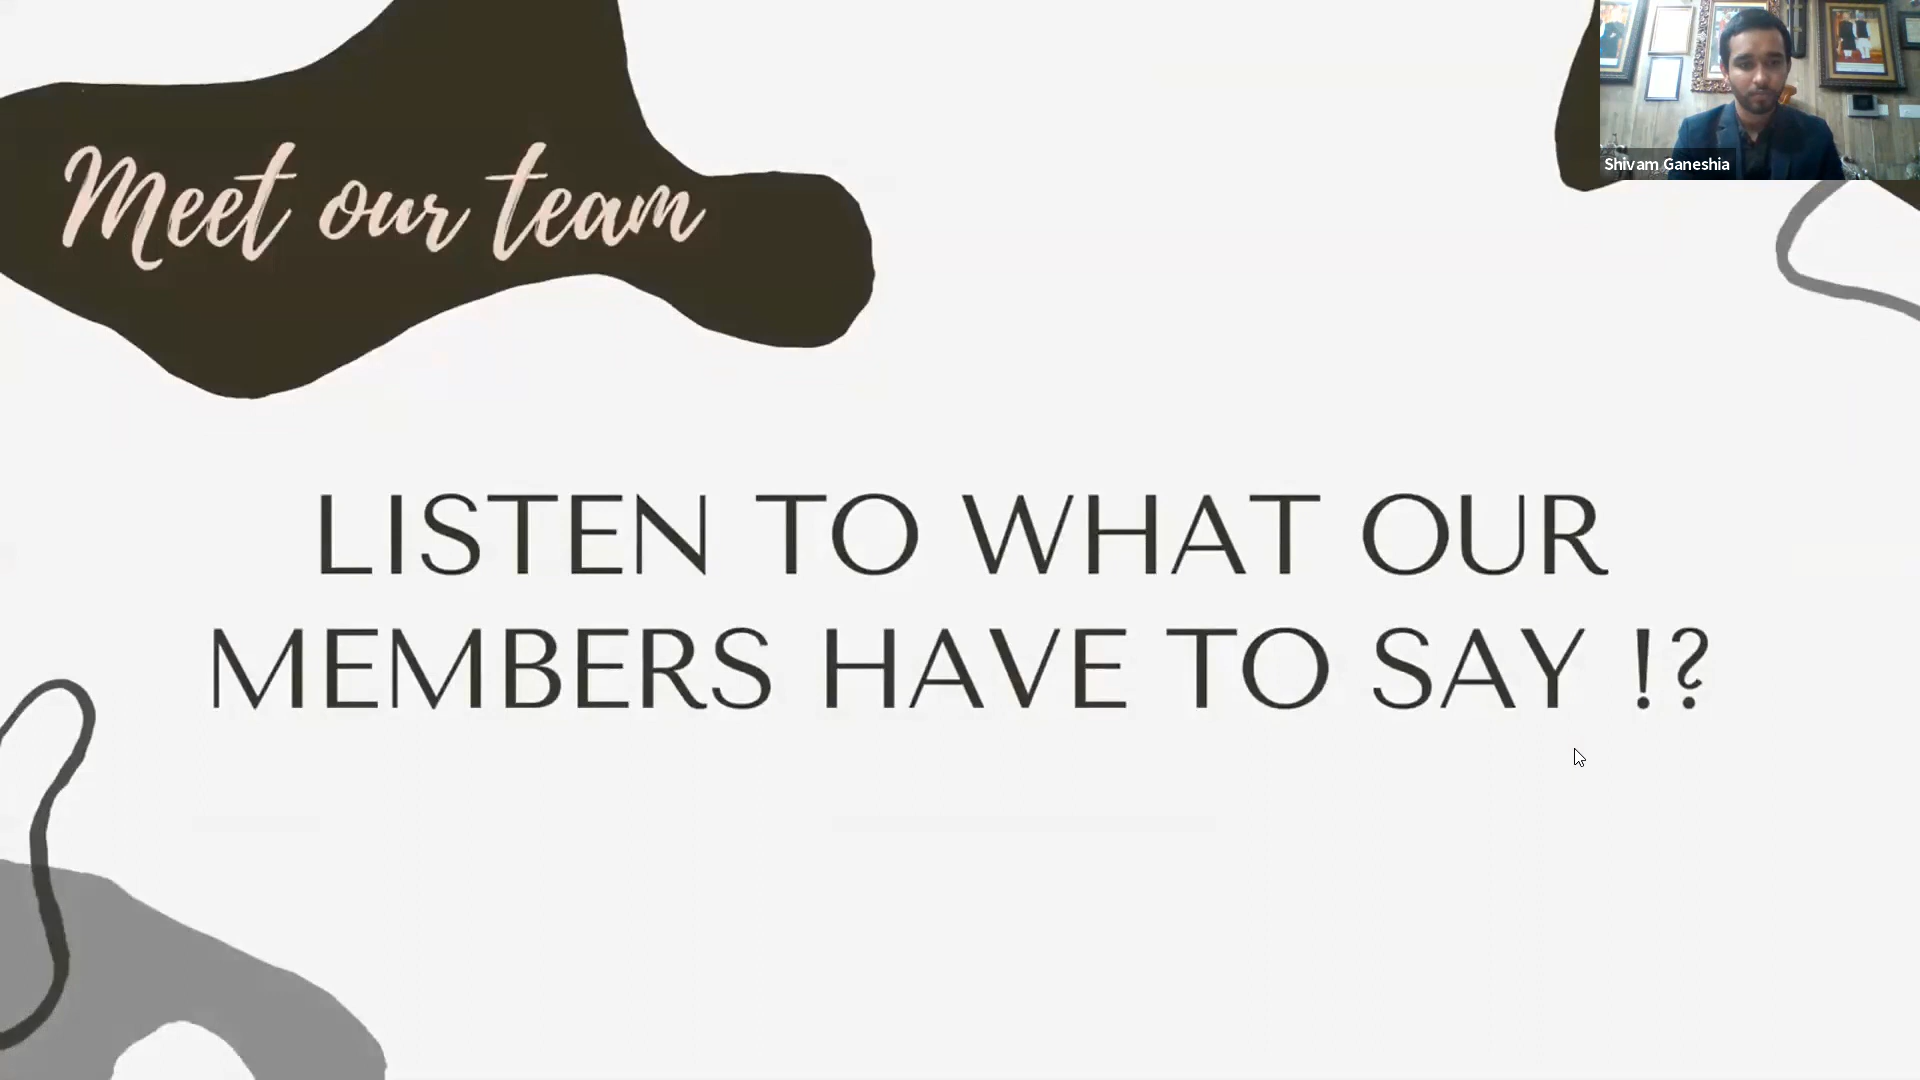 Meet our team
Shivam Ganeshia
LISTEN TO WHAT OUR
MEMBERS HAVE TO SAY !?